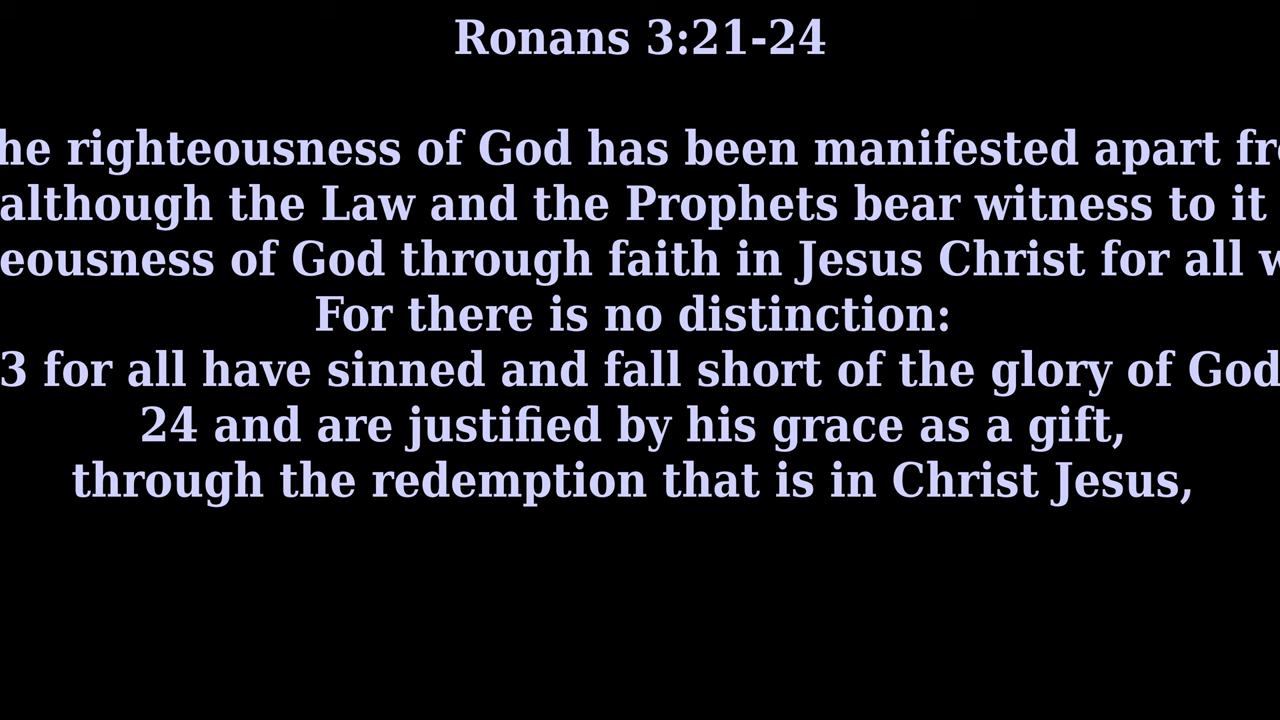 Ronans 3:21-24
he righteousness of God has been manifested apart fr
although the Law and the Prophets bear witness to it
eousness of God through faith in Jesus Christ for all w
For there is no distinction:
3 for all have sinned and fall short of the glory of God
24 and are justified by his grace as a gift,
through the redemption that is in Christ Jesus,